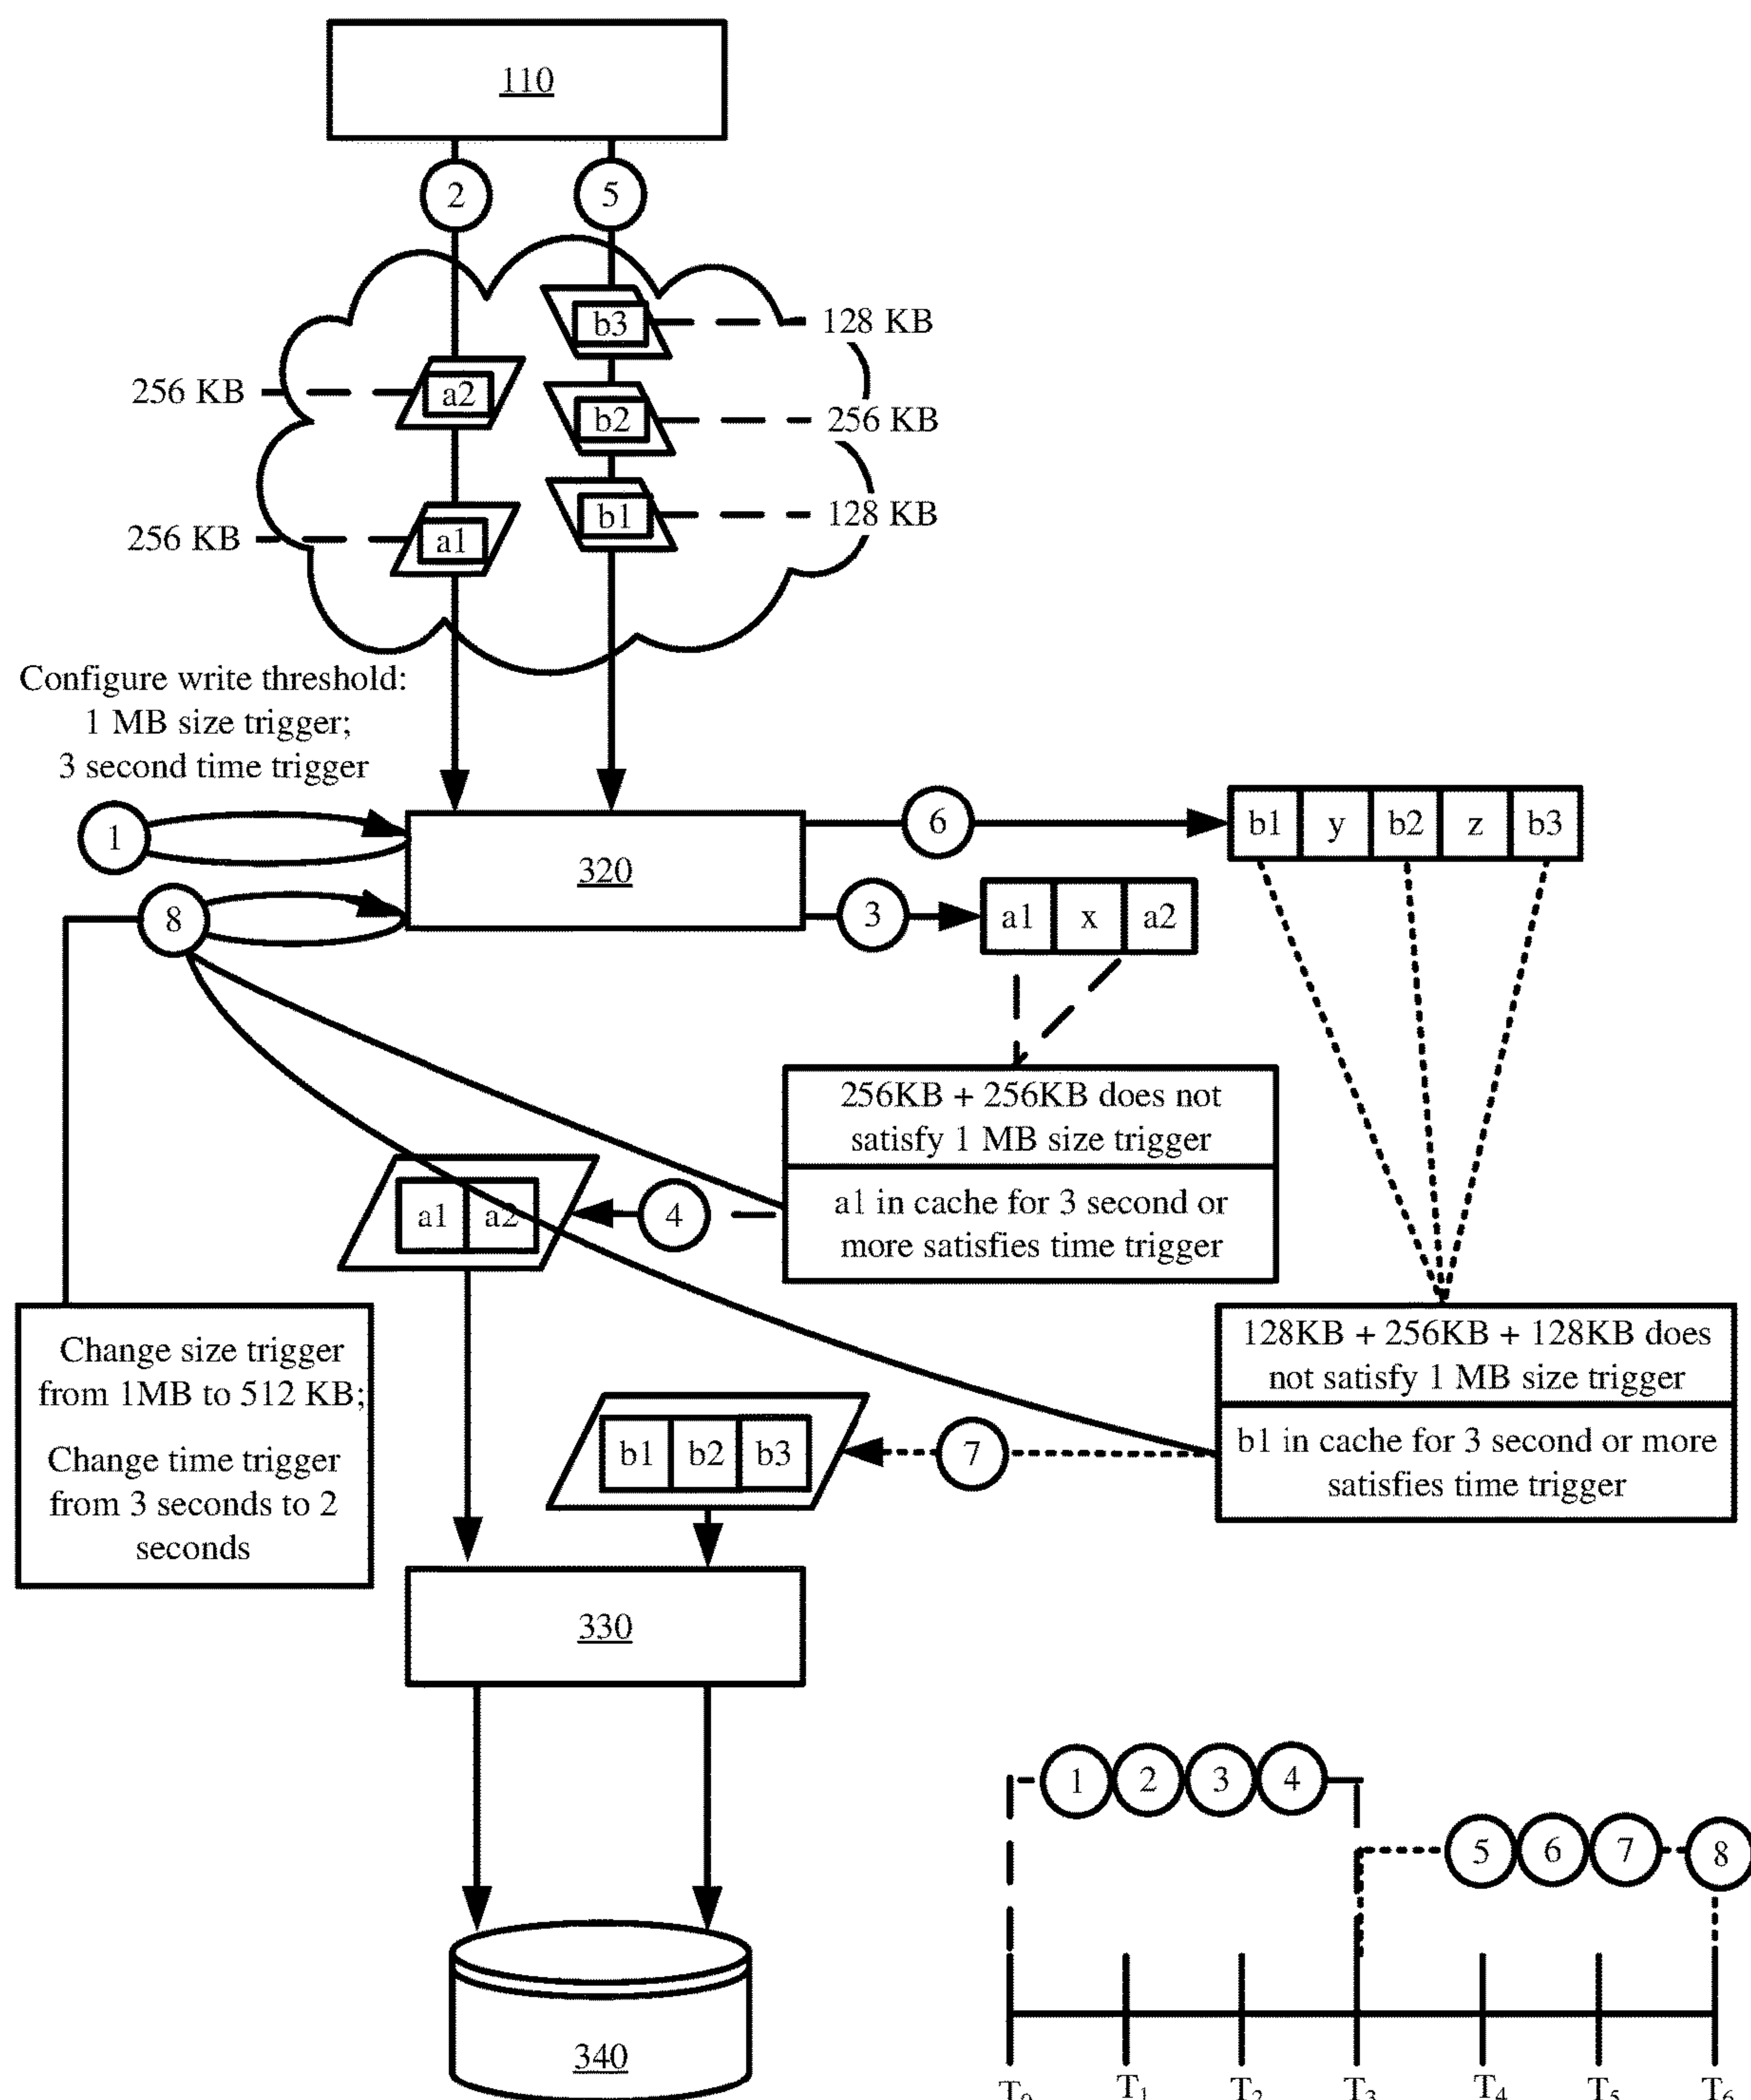 110
2
5
b3
128 KB
256 KB
a2
b2
256 KB
b1
128 KB
256 KB
a1
Configure write threshold:
1 MB size trigger;
3 second time trigger
1
6
b1 y b2 z b3
320
8
3
a1 x a2
256KB + 256KB does not
satisfy 1 MB size trigger
a1 in cache for 3 second or
more satisfies time trigger
a1 a2
4
Change size trigger
from 1MB to 512 KB;
Change time trigger
from 3 seconds to 2
seconds
128KB + 256KB + 128KB does
not satisfy 1 MB size trigger
b1 in cache for 3 second or more
satisfies time trigger
b1 b2 b3
7
330
1 2 3 4
5 6 7 8
340
T0 T1 T2 T3 T4 T5 T6